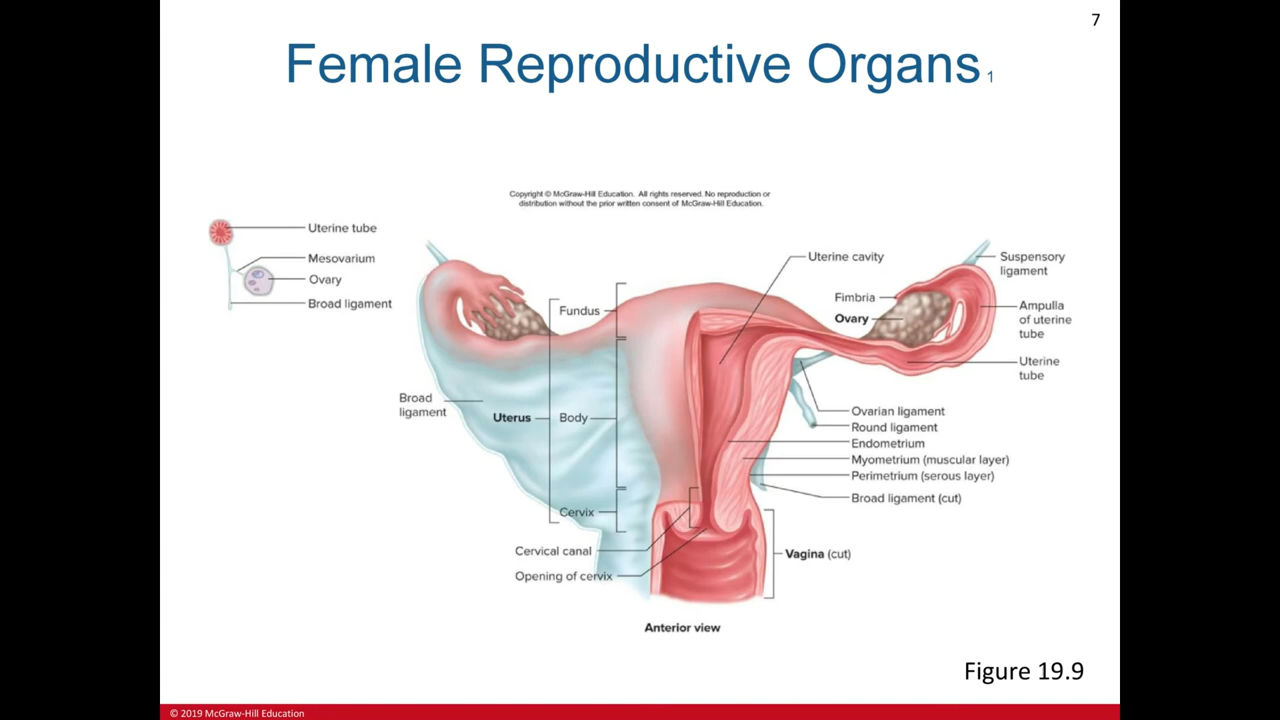 7
Female Reproductive Organs 1
Copyright © McGraw-Hill Education. All rights reserved. No reproduction or
distribution without the prior written consent of McGraw-Hill Education.
Uterine tube
Mesovarium
Ovary
Broad ligament
Broad
ligament
Uterus
Fundus
Body
Cervix
Cervical canal
Opening of cervix
Uterine cavity
Fimbria
Ovary
Suspensory
ligament
Ampulla
of uterine
tube
Uterine
tube
Ovarian ligament
Round ligament
Endometrium
Myometrium (muscular layer)
Perimetrium (serous layer)
Broad ligament (cut)
Vagina (cut)
Anterior view
Figure 19.9
© 2019 McGraw-Hill Education